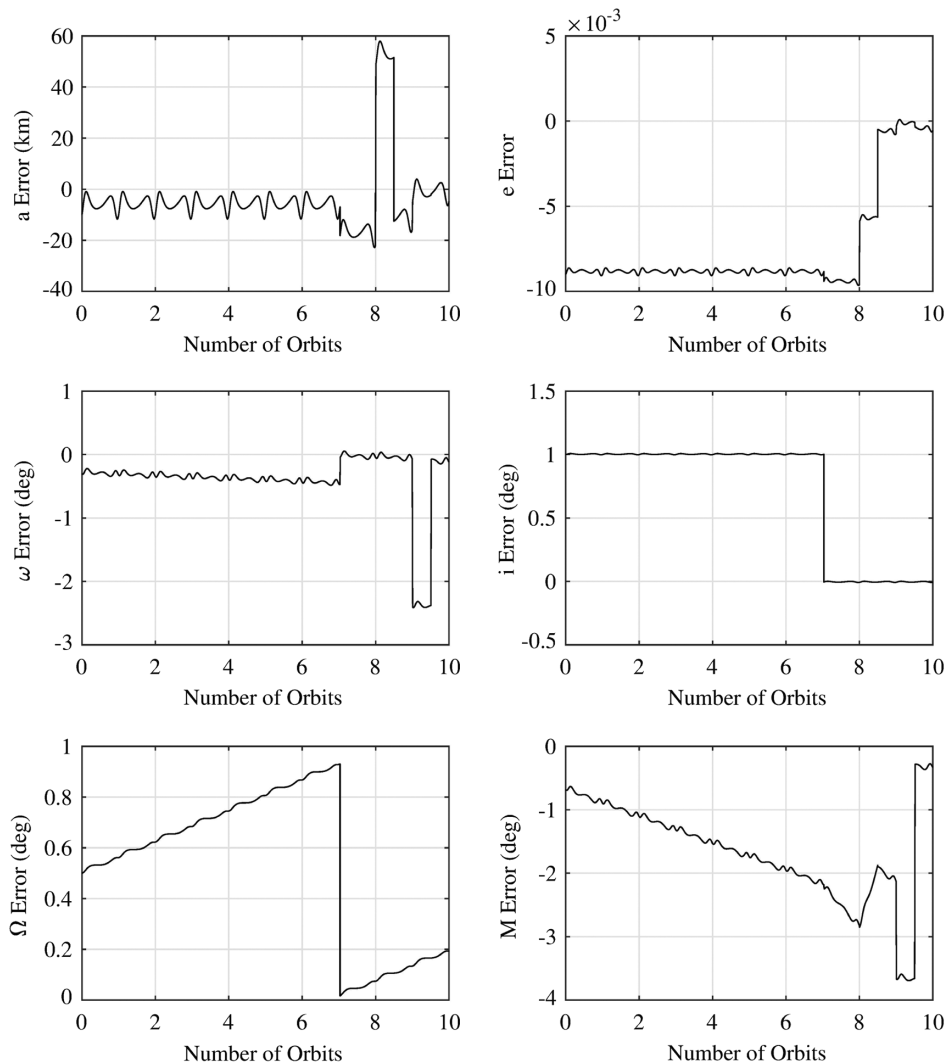 60
40
20
0
-20
-40
a Error (km)
0 2 4 6 8 10
Number of Orbits
×10⁻³
5
0
-5
-10
e Error
0 2 4 6 8 10
Number of Orbits
1
0
-1
-2
-3
ω Error (deg)
0 2 4 6 8 10
Number of Orbits
1.5
1
0.5
0
-0.5
i Error (deg)
0 2 4 6 8 10
Number of Orbits
1
0.8
0.6
0.4
0.2
0
Ω Error (deg)
0 2 4 6 8 10
Number of Orbits
0
-1
-2
-3
-4
M Error (deg)
0 2 4 6 8 10
Number of Orbits